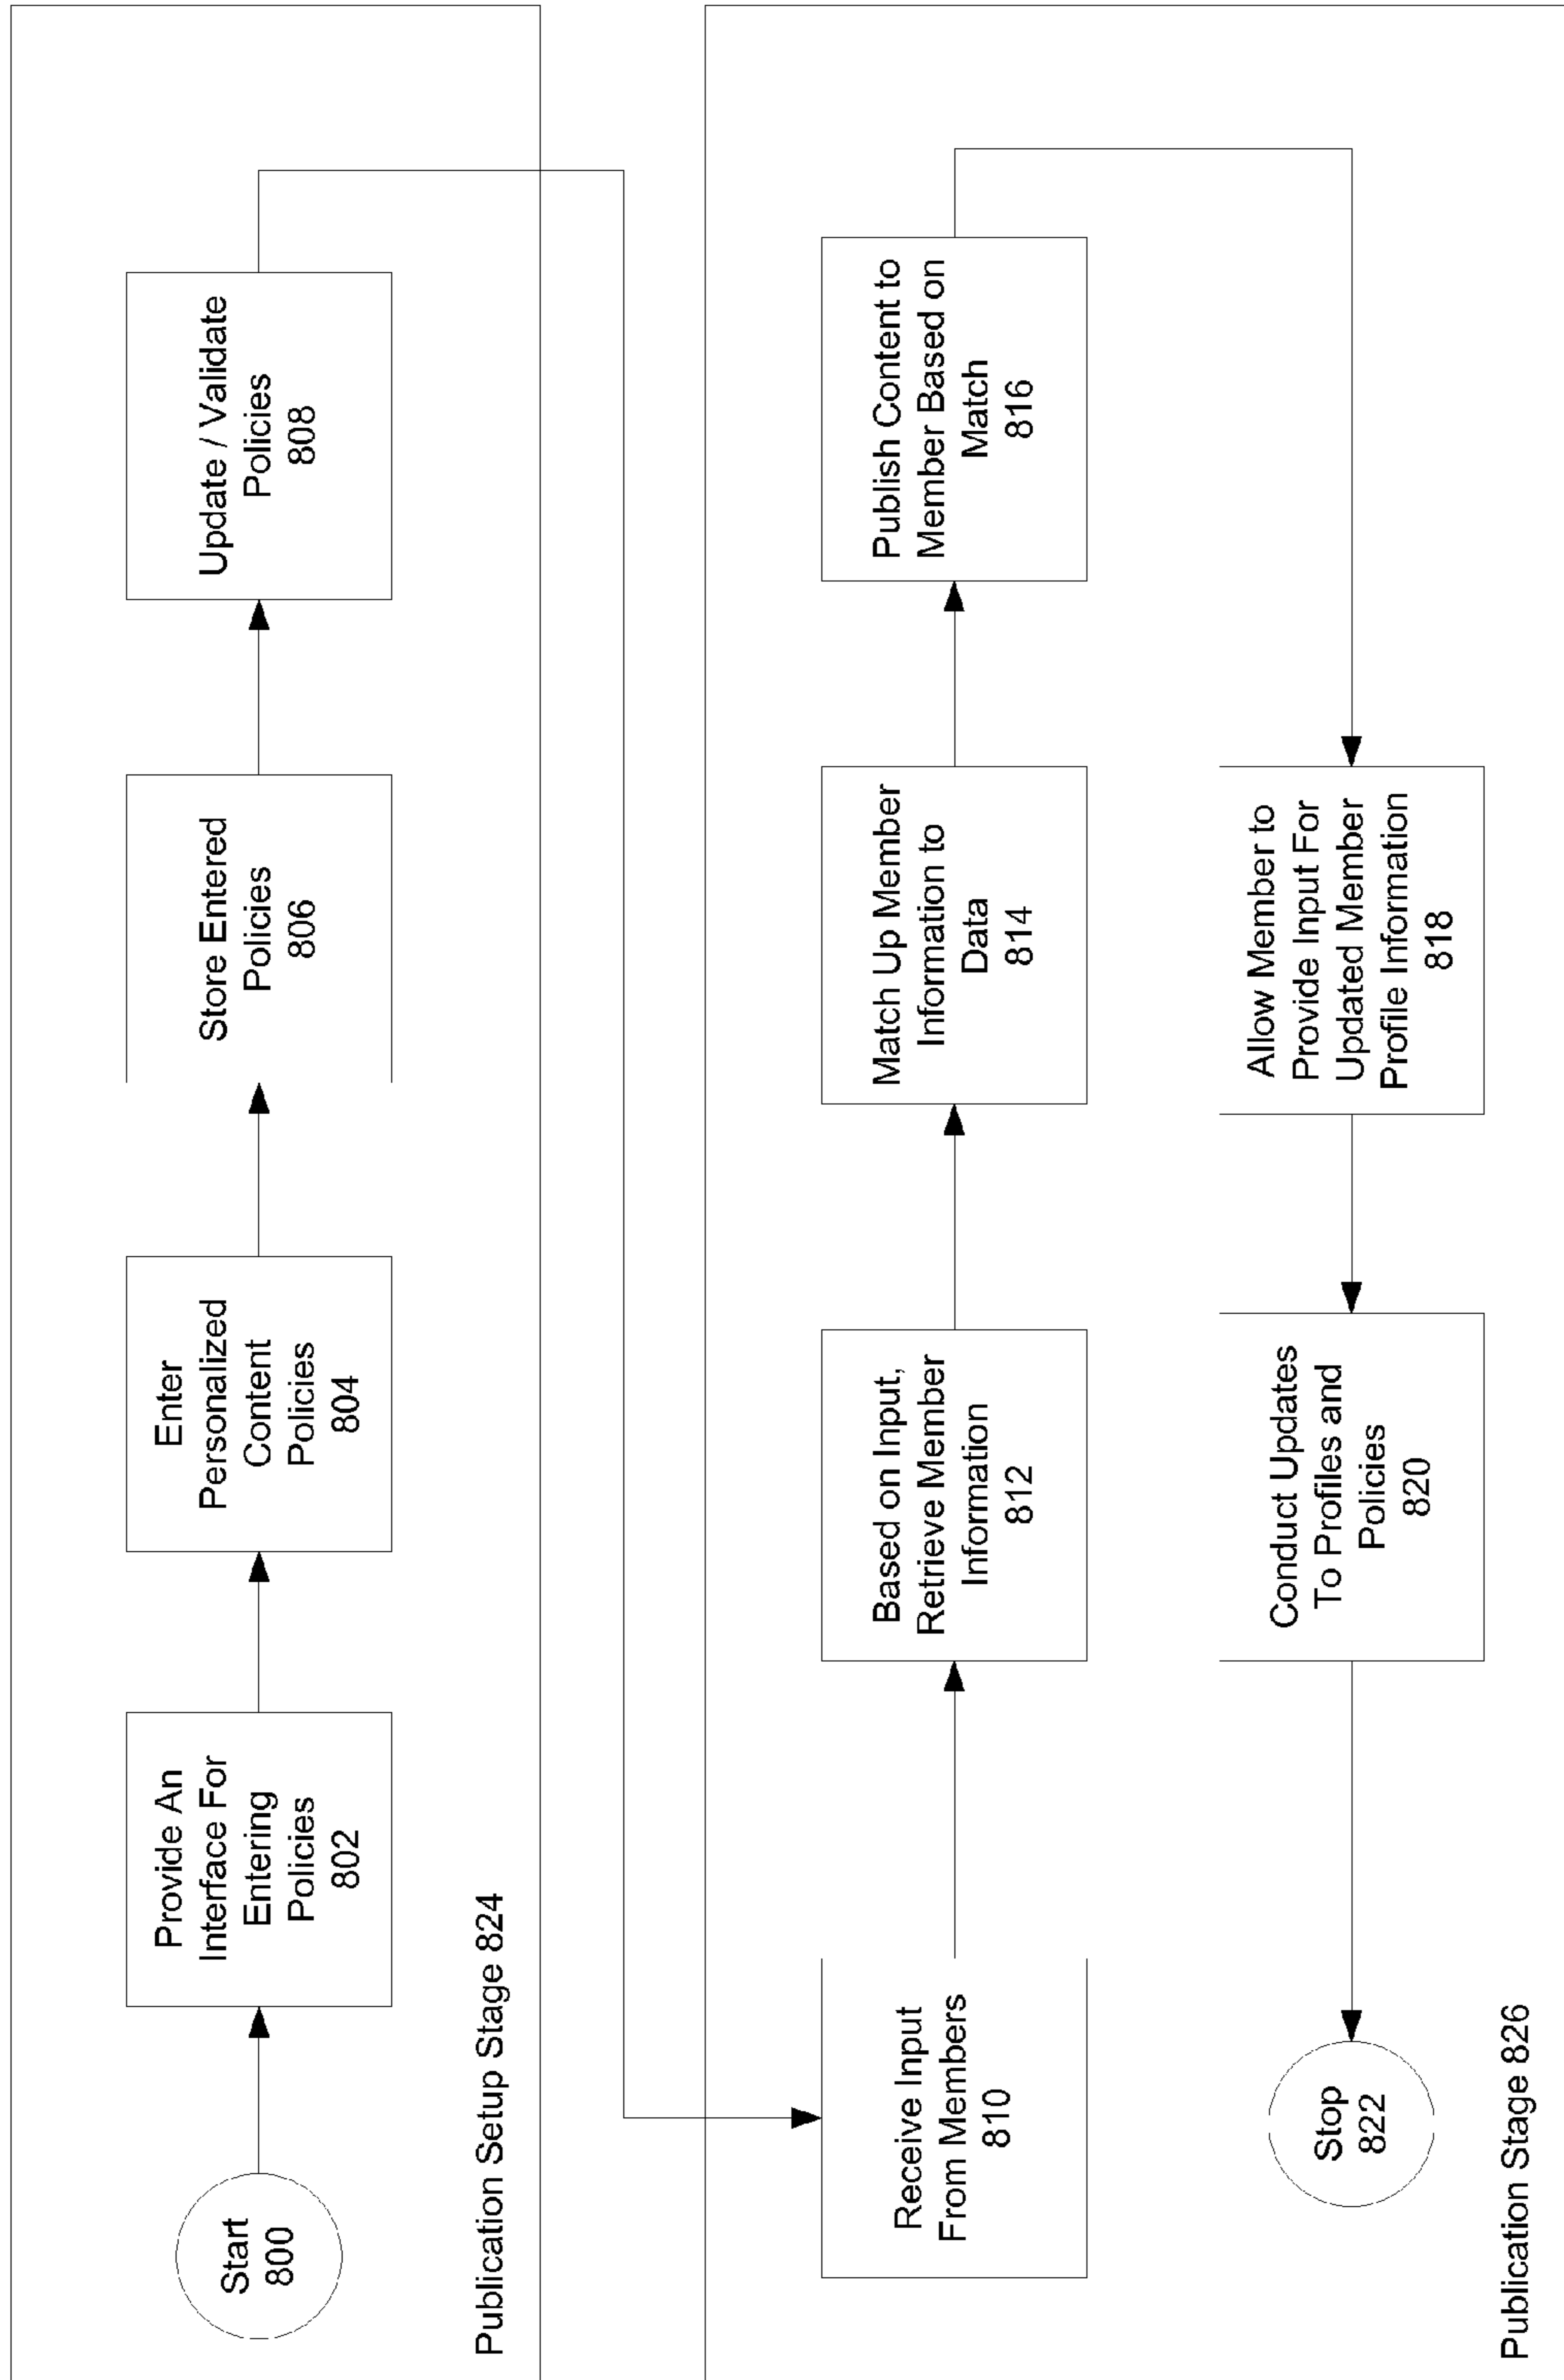 Start
800
Provide An
Interface For
Entering
Policies
802
Enter
Personalized
Content
Policies
804
Store Entered
Policies
806
Update / Validate
Policies
808
Publication Setup Stage 824
Receive Input
From Members
810
Based on Input,
Retrieve Member
Information
812
Match Up Member
Information to
Data
814
Publish Content to
Member Based on
Match
816
Allow Member to
Provide Input For
Updated Member
Profile Information
818
Conduct Updates
To Profiles and
Policies
820
Stop
822
Publication Stage 826